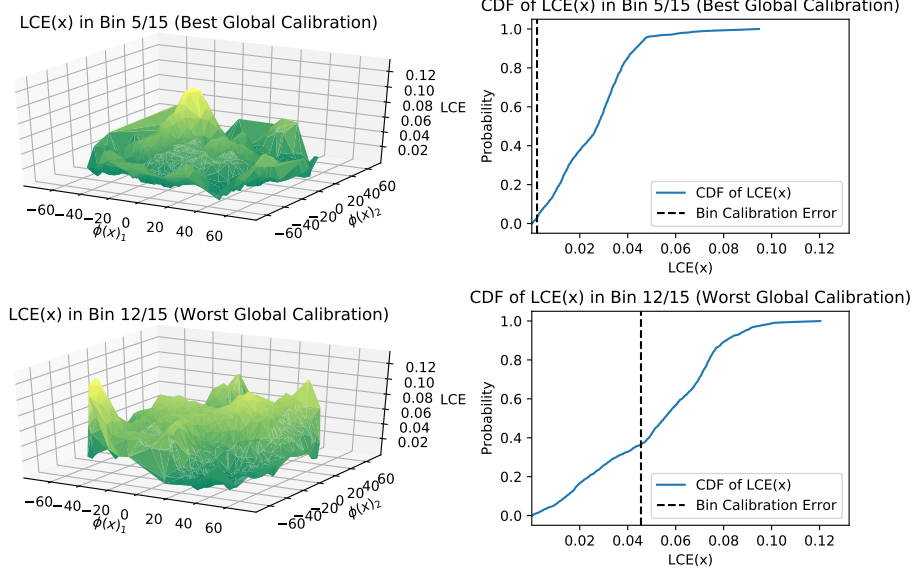 LCE(x) in Bin 5/15 (Best Global Calibration)
0.12
0.10
0.08
0.06
0.04
0.02
LCE
−60
−40
−20
0
20
40
60
ϕ(x)₁
−60
−40
−20
0
20
40
60
ϕ(x)₂
CDF of LCE(x) in Bin 5/15 (Best Global Calibration)
1.0
0.8
0.6
0.4
0.2
0.0
Probability
CDF of LCE(x)
Bin Calibration Error
0.02 0.04 0.06 0.08 0.10 0.12
LCE(x)
LCE(x) in Bin 12/15 (Worst Global Calibration)
0.12
0.10
0.08
0.06
0.04
0.02
LCE
−60
−40
−20
0
20
40
60
ϕ(x)₁
−60
−40
−20
0
20
40
60
ϕ(x)₂
CDF of LCE(x) in Bin 12/15 (Worst Global Calibration)
1.0
0.8
0.6
0.4
0.2
0.0
Probability
CDF of LCE(x)
Bin Calibration Error
0.02 0.04 0.06 0.08 0.10 0.12
LCE(x)